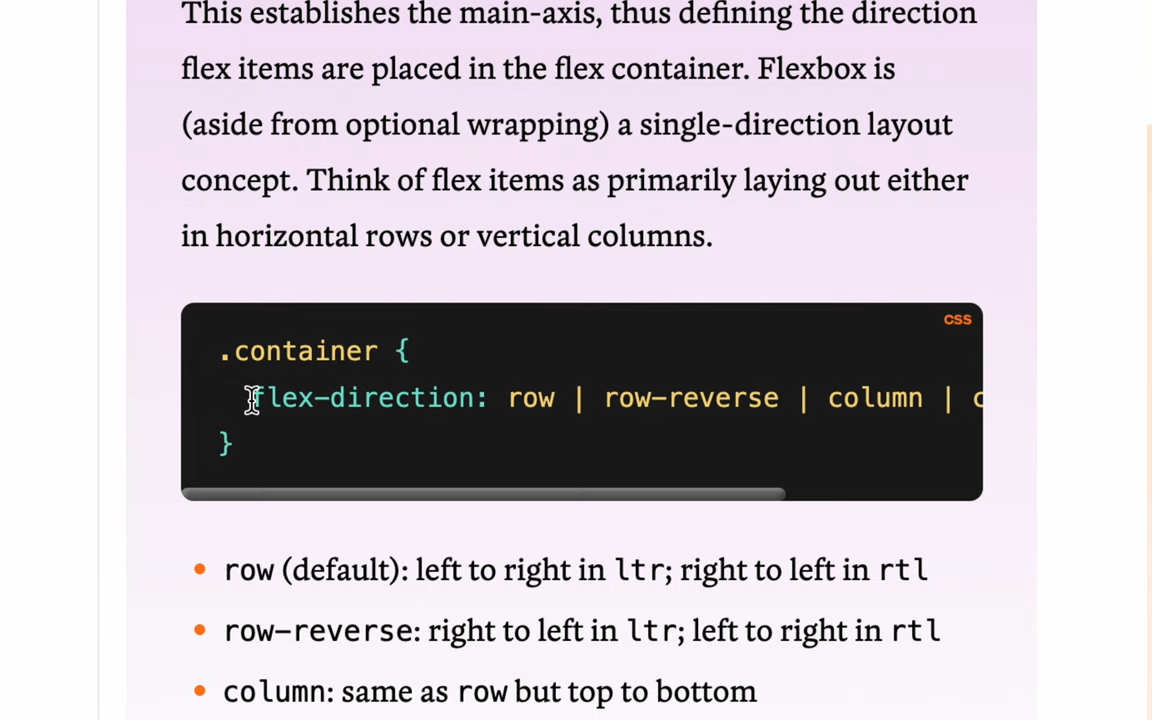 This establishes the main-axis, thus defining the direction
flex items are placed in the flex container. Flexbox is
(aside from optional wrapping) a single-direction layout
concept. Think of flex items as primarily laying out either
in horizontal rows or vertical columns.
CSS
.container {
flex-direction: row | row-reverse | column | c
}
row (default): left to right in ltr; right to left in rtl
row-reverse: right to left in ltr; left to right in rtl
column: same as row but top to bottom